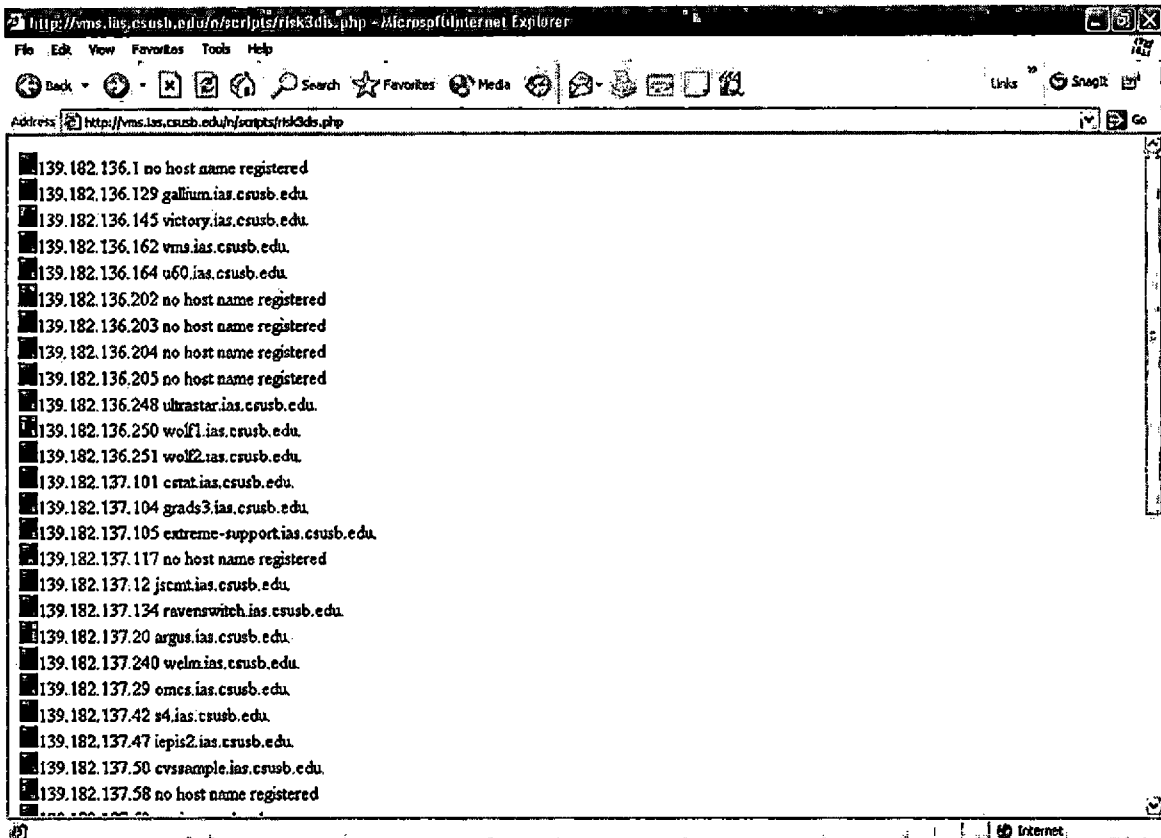 http://vms.ias.csusb.edu/n/scripts/risk3dis.php - Microsoft Internet Explorer
File Edit View Favorites Tools Help
Back Search Favorites Media Links SnagIt
Address http://vms.ias.csusb.edu/n/scripts/risk3dis.php Go
139.182.136.1 no host name registered
139.182.136.129 gallium.ias.csusb.edu.
139.182.136.145 victory.ias.csusb.edu.
139.182.136.162 vms.ias.csusb.edu.
139.182.136.164 u60.ias.csusb.edu.
139.182.136.202 no host name registered
139.182.136.203 no host name registered
139.182.136.204 no host name registered
139.182.136.205 no host name registered
139.182.136.248 ultrastar.ias.csusb.edu.
139.182.136.250 wolf1.ias.csusb.edu.
139.182.136.251 wolf2.ias.csusb.edu.
139.182.137.101 cstat.ias.csusb.edu.
139.182.137.104 grads3.ias.csusb.edu.
139.182.137.105 extreme-support.ias.csusb.edu.
139.182.137.117 no host name registered
139.182.137.12 jscmt.ias.csusb.edu.
139.182.137.134 ravenswitch.ias.csusb.edu.
139.182.137.20 argus.ias.csusb.edu.
139.182.137.240 welm.ias.csusb.edu.
139.182.137.29 omcs.ias.csusb.edu.
139.182.137.42 s4.ias.csusb.edu.
139.182.137.47 iepis2.ias.csusb.edu.
139.182.137.50 cvssample.ias.csusb.edu.
139.182.137.58 no host name registered
Internet